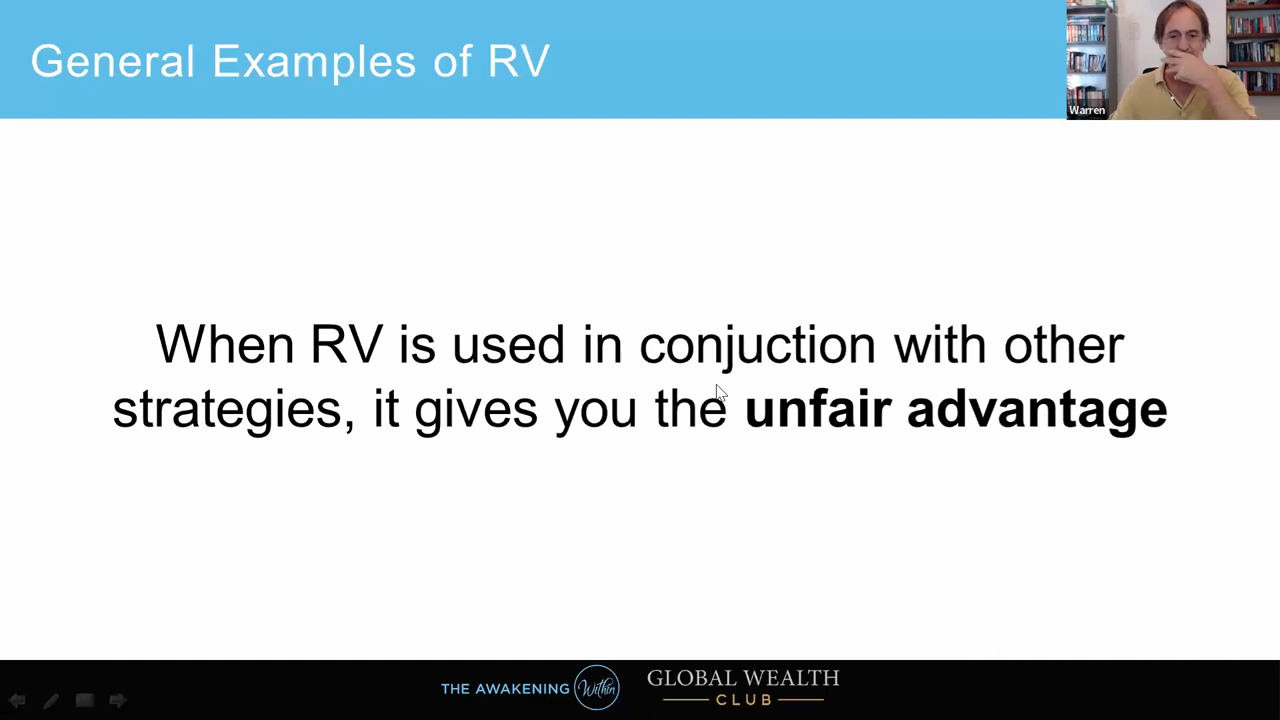 General Examples of RV
Warren
When RV is used in conjuction with other
strategies, it gives you the unfair advantage
THE AWAKENING Within
GLOBAL WEALTH
CLUB